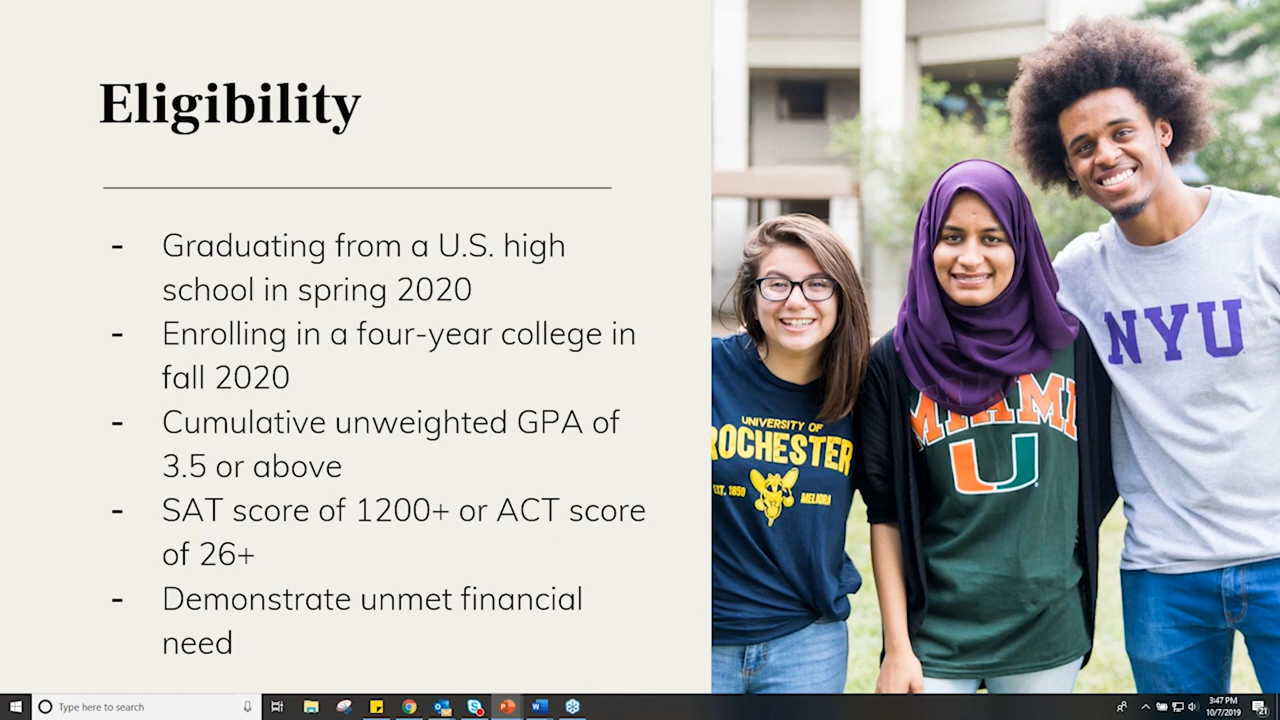 Eligibility
- Graduating from a U.S. high
school in spring 2020
- Enrolling in a four-year college in
fall 2020
- Cumulative unweighted GPA of
3.5 or above
- SAT score of 1200+ or ACT score
of 26+
- Demonstrate unmet financial
need
UNIVERSITY OF
ROCHESTER
EST. 1850 MELIORA
MIAMI
U
NYU
Type here to search
3:47 PM
10/7/2019
21